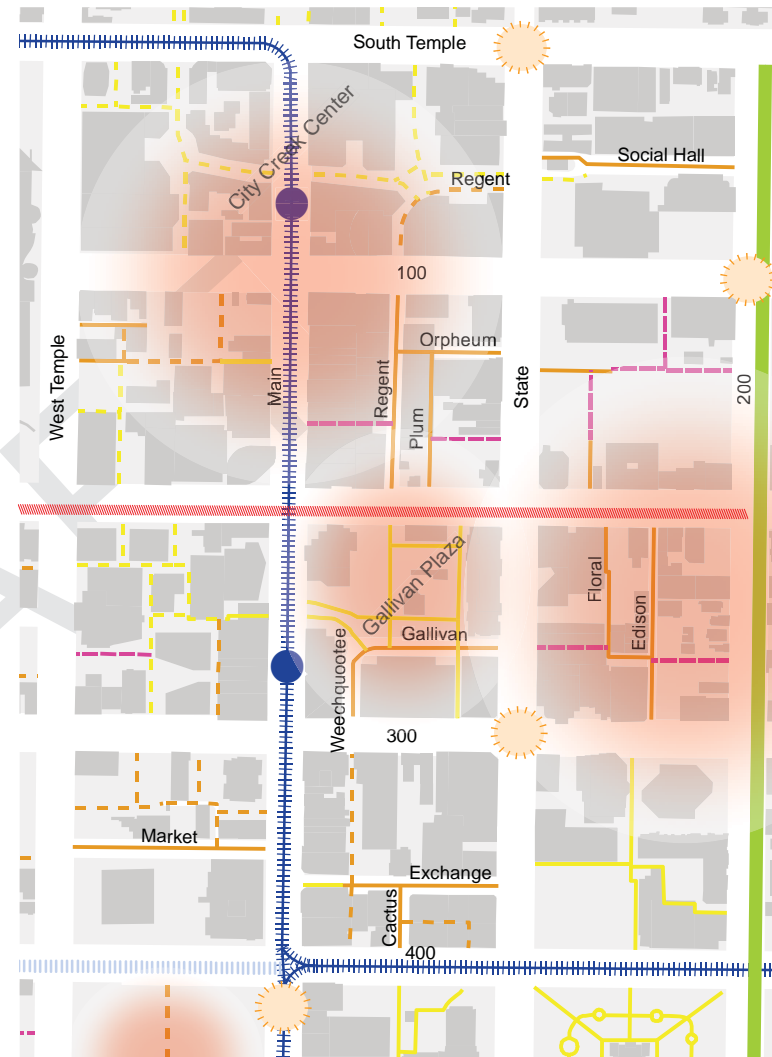 South Temple
City Creek Center
Social Hall
Regent
100
Orpheum
West Temple
Main
Regent
Plum
State
200
Gallivan Plaza
Floral
Edison
Gallivan
Weechquootee
300
Market
Exchange
Cactus
400